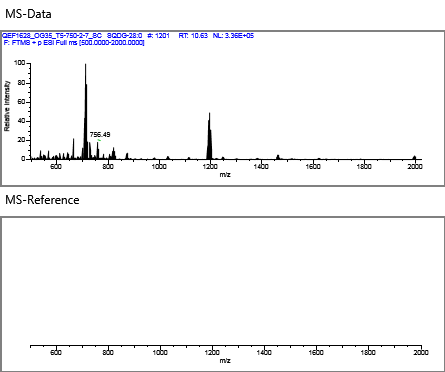 MS-Data
QEF1628_OG35_T5-750-2-7_BC SQDG-28:0 #: 1201 RT: 10.63 NL: 3.36E+05
F: FTMS + p ESI Full ms [500.0000-2000.0000]
100
80
60
40
20
0
Relative Intensity
756.49
600 800 1000 1200 1400 1600 1800 2000
m/z
MS-Reference
600 800 1000 1200 1400 1600 1800 2000
m/z